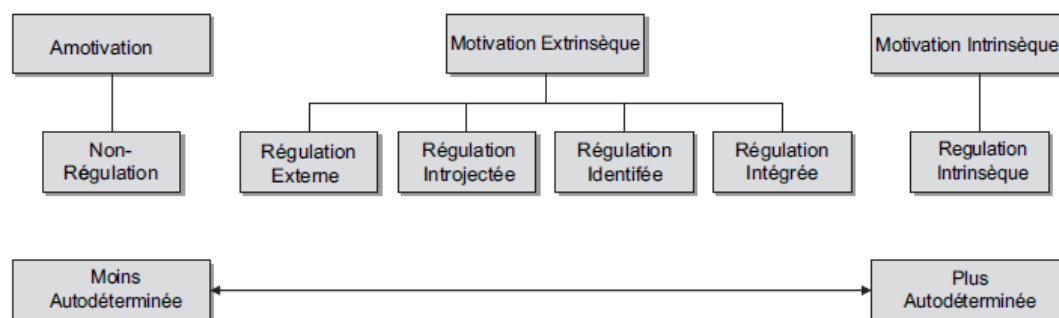 Amotivation
Motivation Extrinsèque
Motivation Intrinsèque
Non-
Régulation
Régulation
Externe
Régulation
Introjectée
Régulation
Identifée
Régulation
Intégrée
Regulation
Intrinsèque
Moins
Autodéterminée
Plus
Autodéterminée